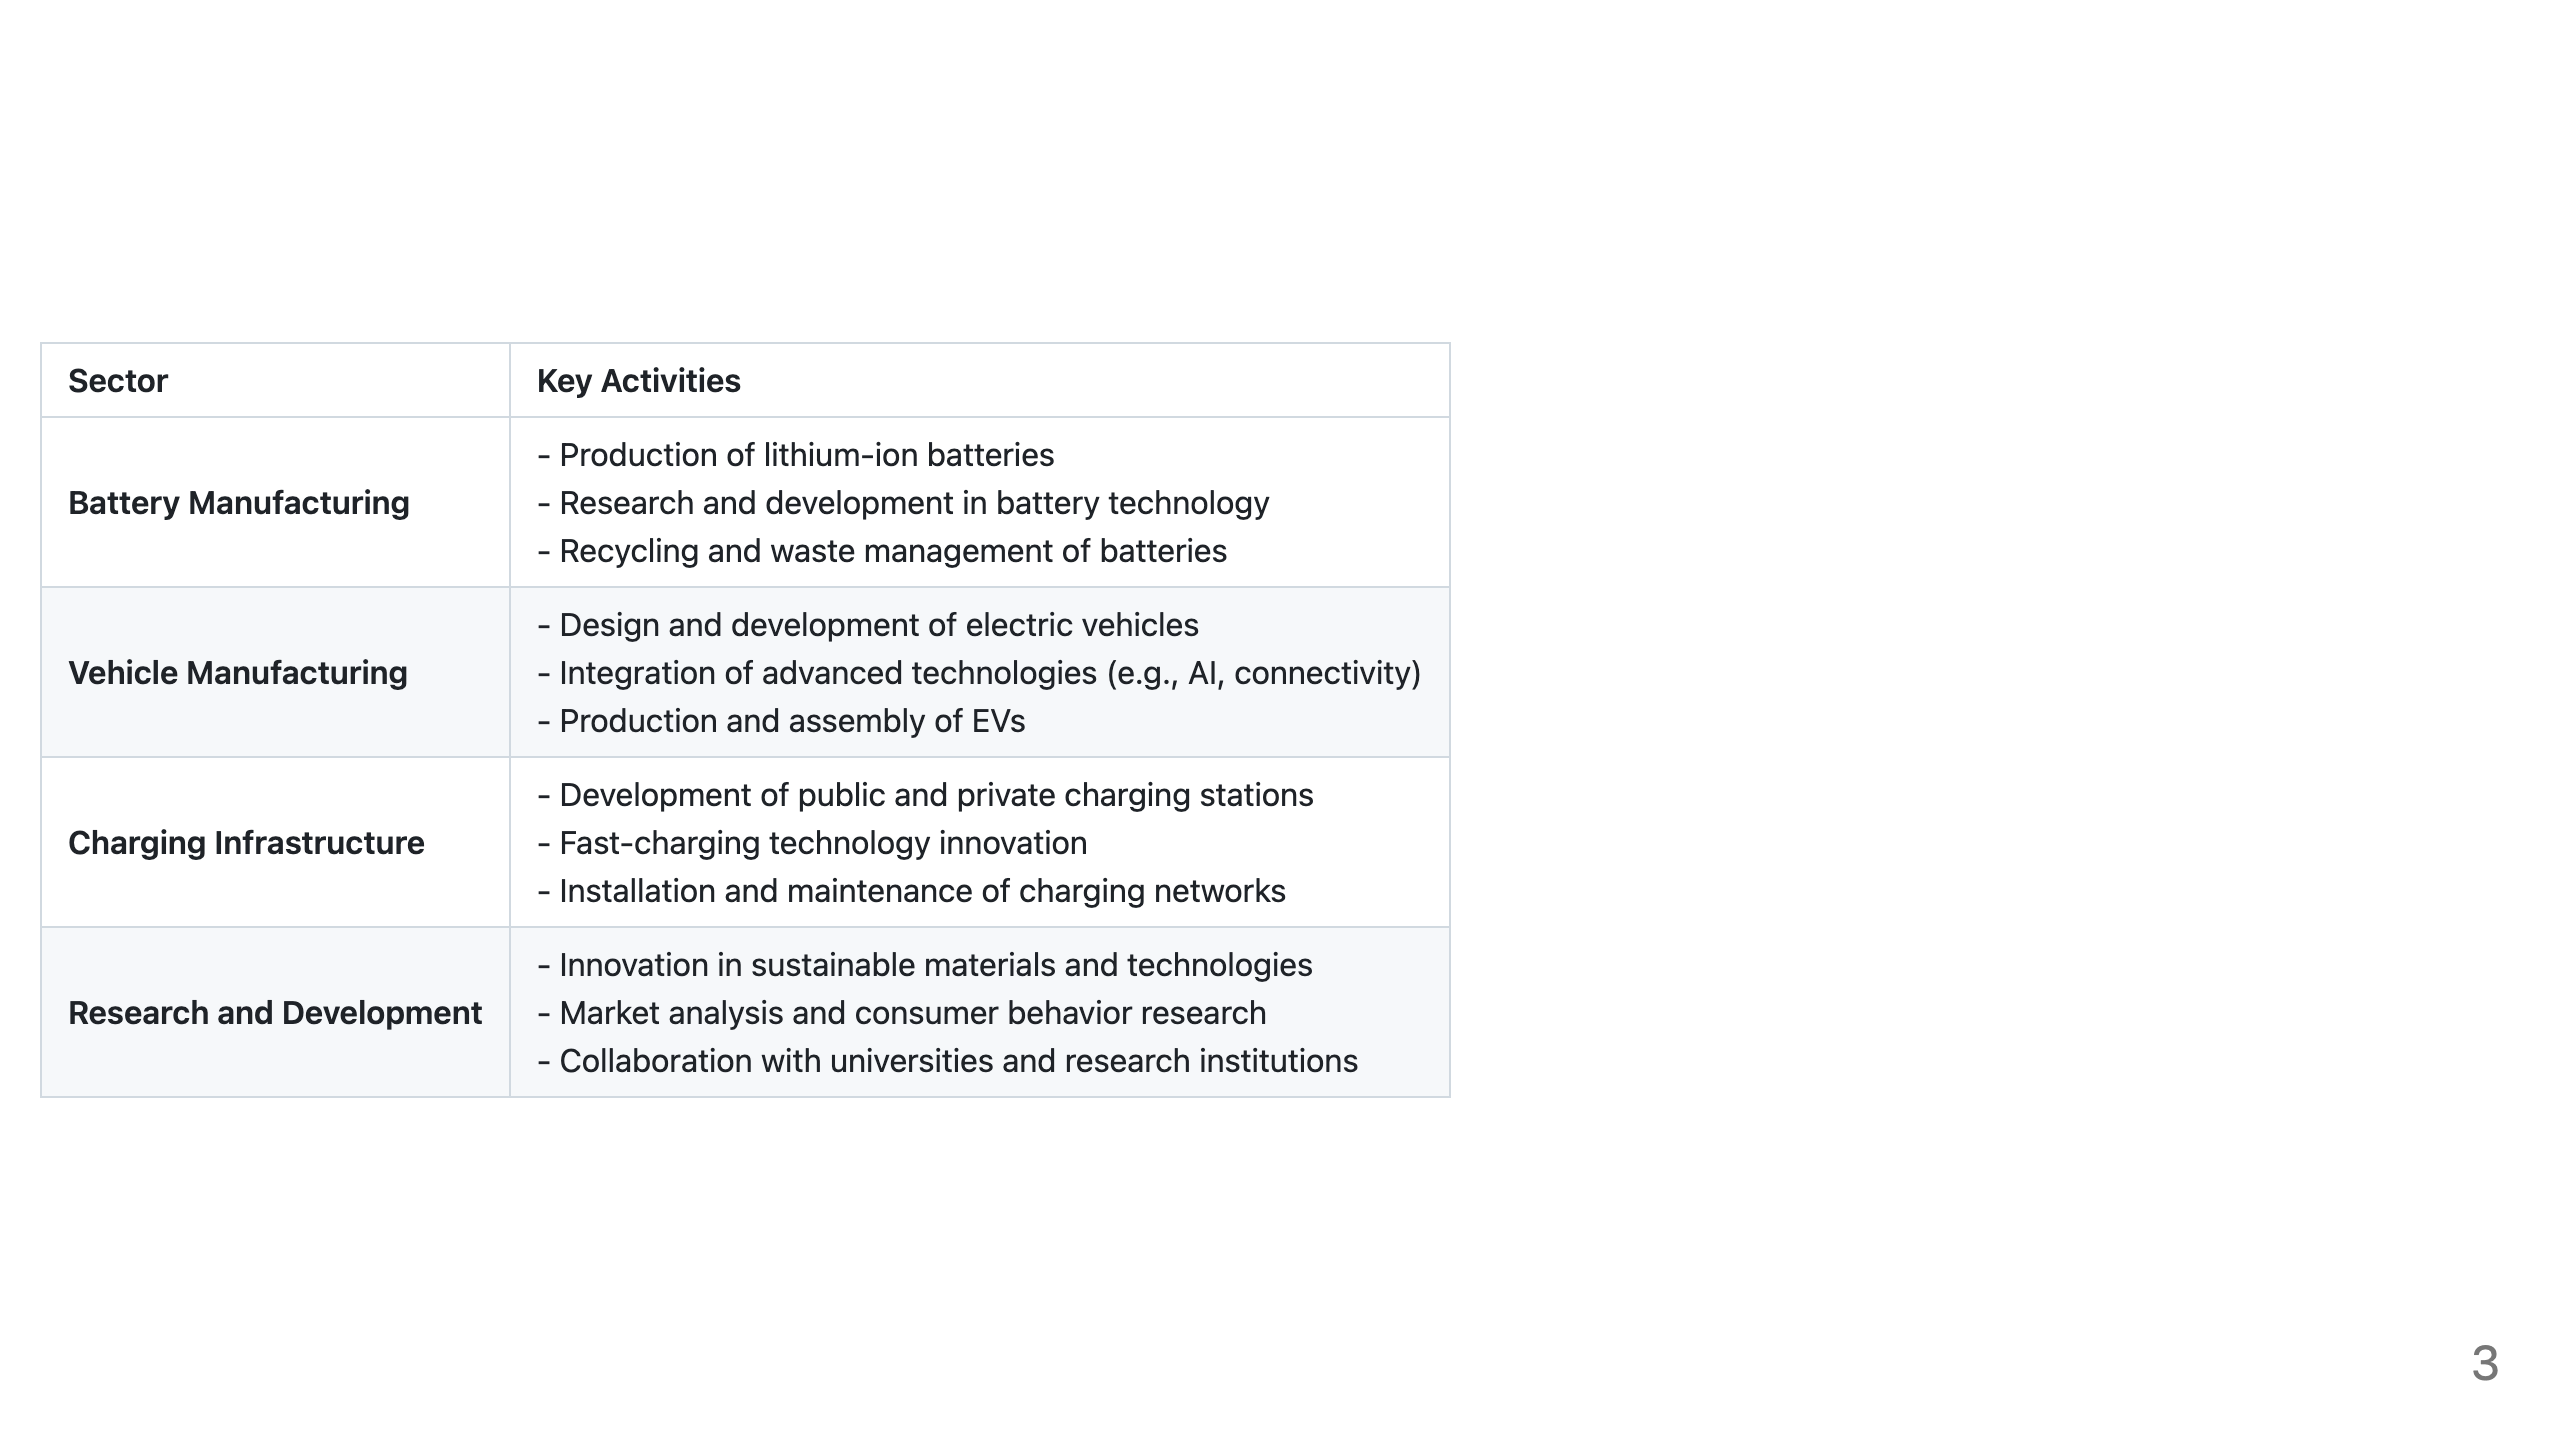 Sector
Key Activities
Battery Manufacturing
- Production of lithium-ion batteries
- Research and development in battery technology
- Recycling and waste management of batteries
Vehicle Manufacturing
- Design and development of electric vehicles
- Integration of advanced technologies (e.g., AI, connectivity)
- Production and assembly of EVs
Charging Infrastructure
- Development of public and private charging stations
- Fast-charging technology innovation
- Installation and maintenance of charging networks
Research and Development
- Innovation in sustainable materials and technologies
- Market analysis and consumer behavior research
- Collaboration with universities and research institutions
3